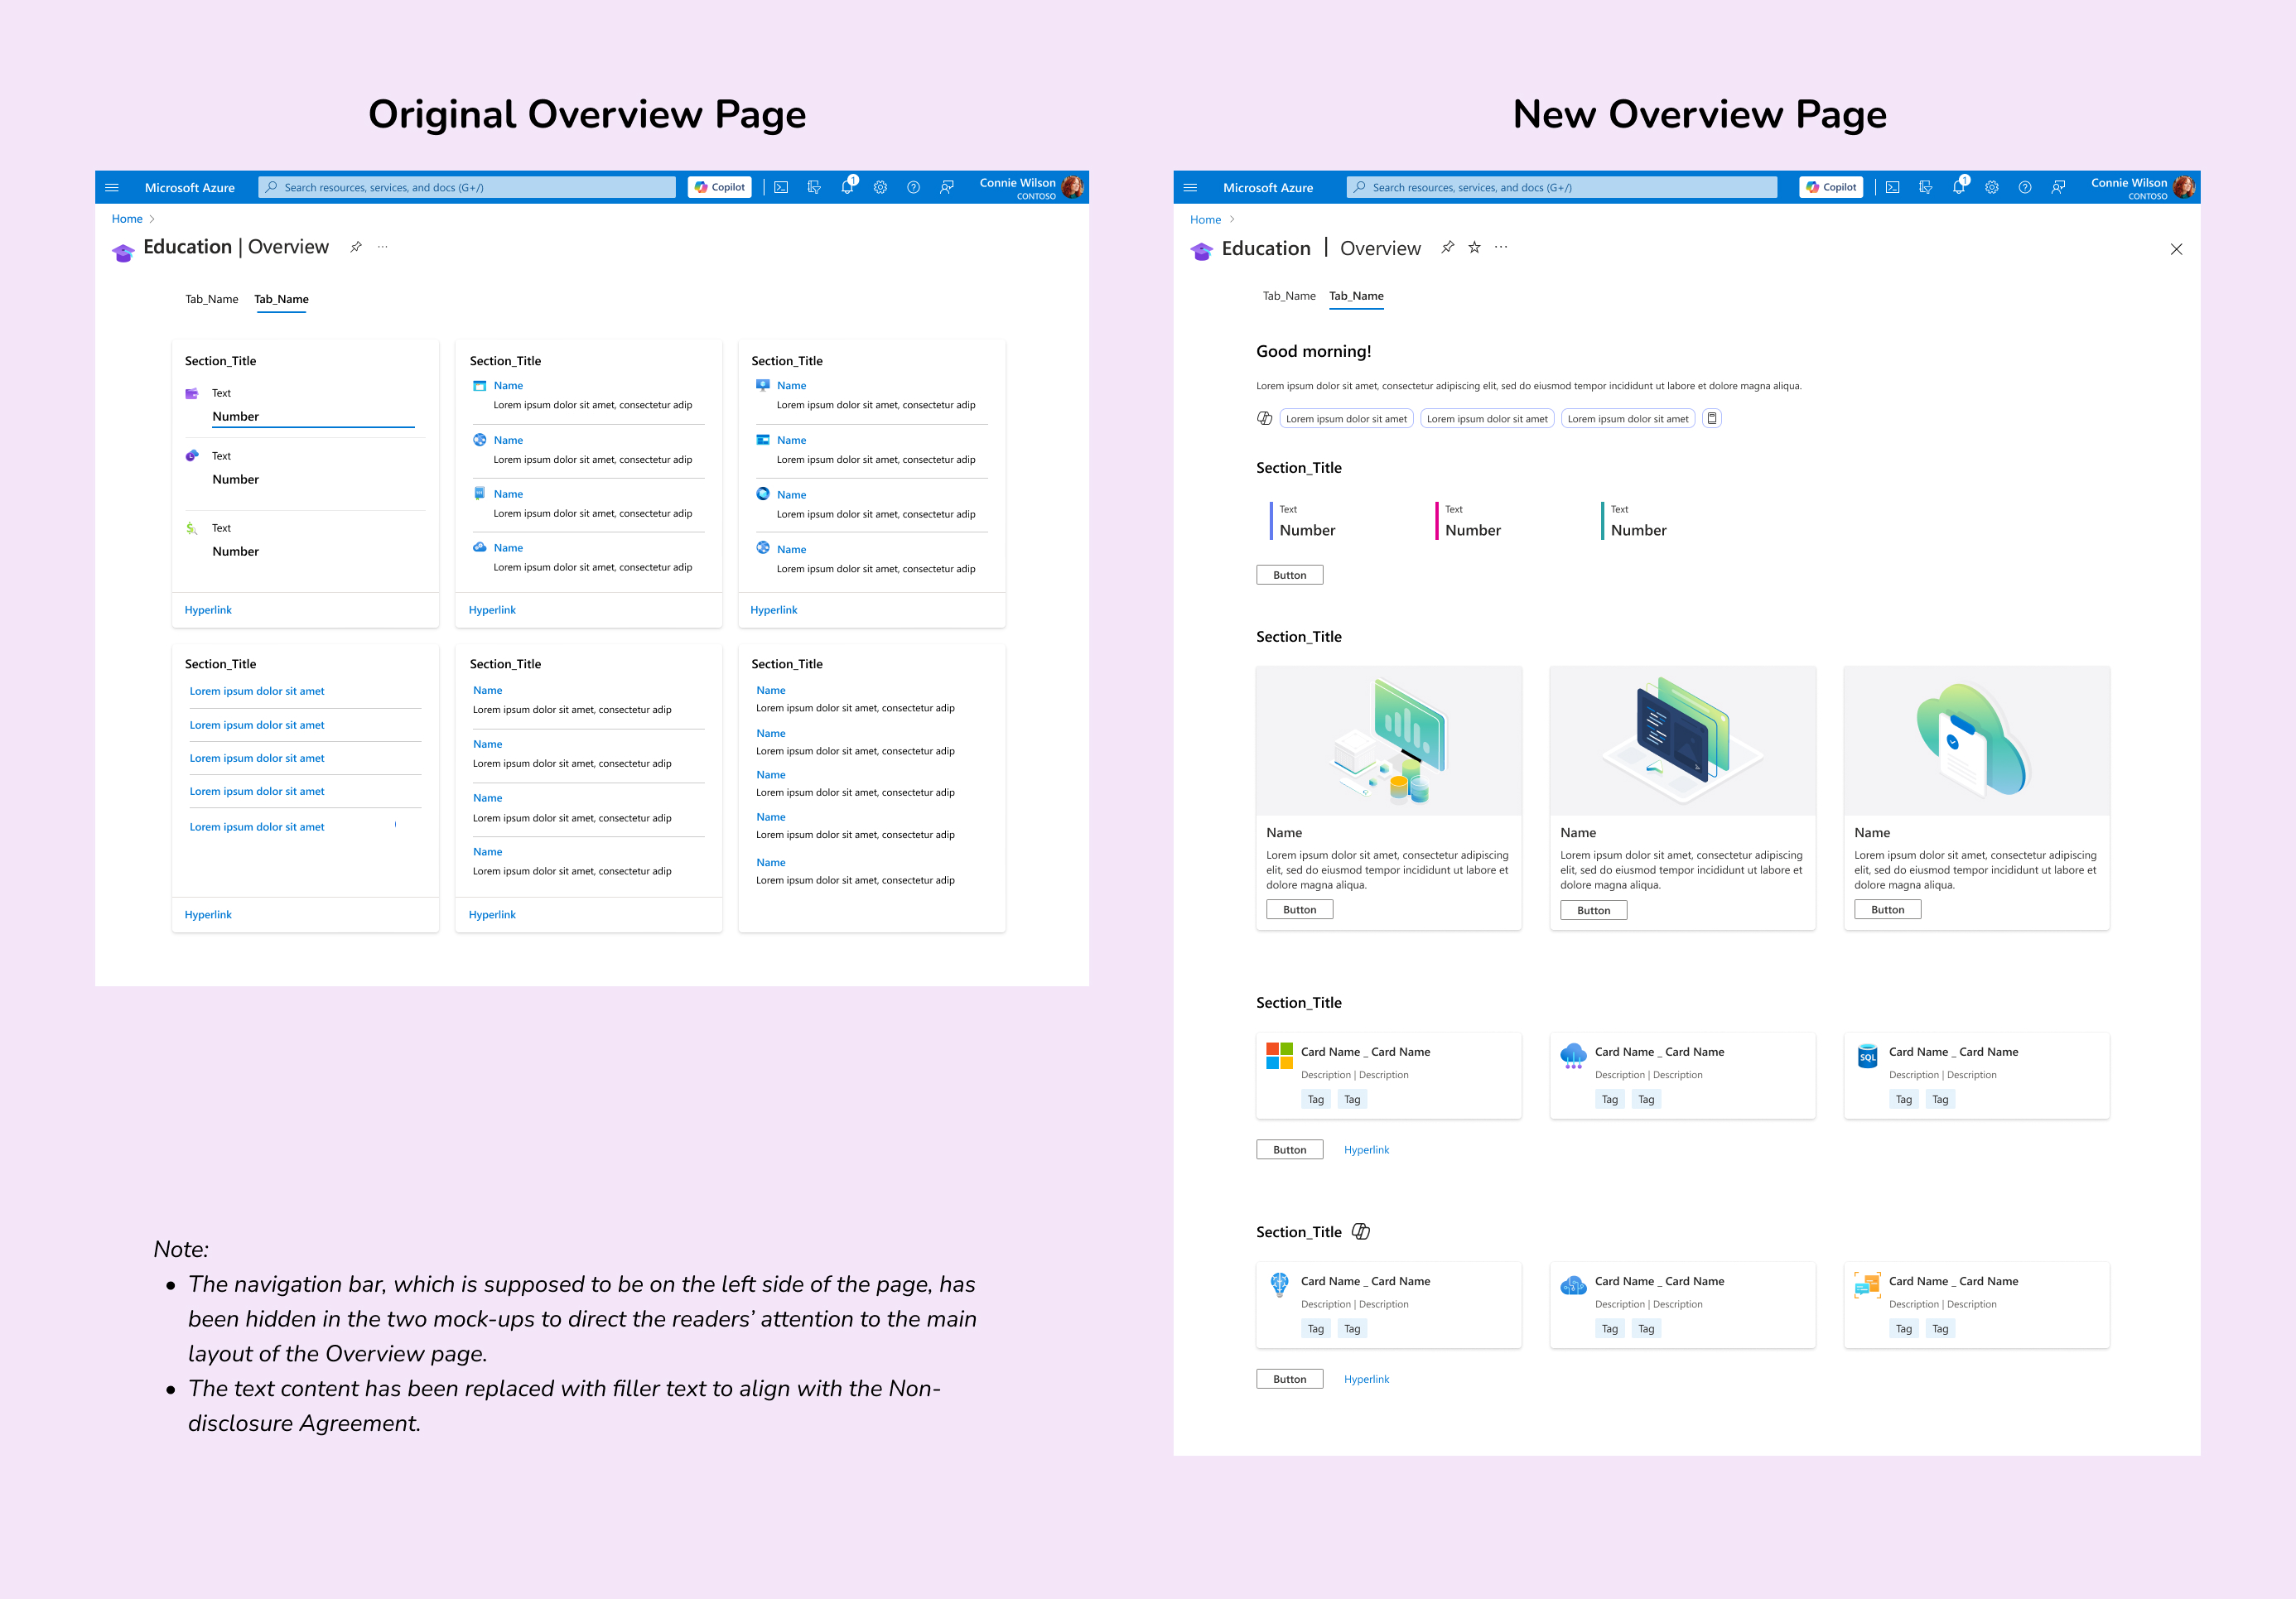 Original Overview Page
Microsoft Azure
Search resources, services, and docs (G+/)
Copilot
1
Connie Wilson
CONTOSO
Home
Education | Overview
Tab_Name
Tab_Name
Section_Title
Text
Number
Text
Number
Text
Number
Hyperlink
Section_Title
Name
Lorem ipsum dolor sit amet, consectetur adip
Name
Lorem ipsum dolor sit amet, consectetur adip
Name
Lorem ipsum dolor sit amet, consectetur adip
Name
Lorem ipsum dolor sit amet, consectetur adip
Hyperlink
Section_Title
Name
Lorem ipsum dolor sit amet, consectetur adip
Name
Lorem ipsum dolor sit amet, consectetur adip
Name
Lorem ipsum dolor sit amet, consectetur adip
Name
Lorem ipsum dolor sit amet, consectetur adip
Hyperlink
Section_Title
Lorem ipsum dolor sit amet
Lorem ipsum dolor sit amet
Lorem ipsum dolor sit amet
Lorem ipsum dolor sit amet
Lorem ipsum dolor sit amet
Hyperlink
Section_Title
Name
Lorem ipsum dolor sit amet, consectetur adip
Name
Lorem ipsum dolor sit amet, consectetur adip
Name
Lorem ipsum dolor sit amet, consectetur adip
Name
Lorem ipsum dolor sit amet, consectetur adip
Hyperlink
Section_Title
Name
Lorem ipsum dolor sit amet, consectetur adip
Name
Lorem ipsum dolor sit amet, consectetur adip
Name
Lorem ipsum dolor sit amet, consectetur adip
Name
Lorem ipsum dolor sit amet, consectetur adip
Name
Lorem ipsum dolor sit amet, consectetur adip
Note:
• The navigation bar, which is supposed to be on the left side of the page, has
been hidden in the two mock-ups to direct the readers’ attention to the main
layout of the Overview page.
• The text content has been replaced with filler text to align with the Non-
disclosure Agreement.
New Overview Page
Microsoft Azure
Search resources, services, and docs (G+/)
Copilot
1
Connie Wilson
CONTOSO
Home
Education | Overview
Tab_Name
Tab_Name
Good morning!
Lorem ipsum dolor sit amet, consectetur adipiscing elit, sed do eiusmod tempor incididunt ut labore et dolore magna aliqua.
Lorem ipsum dolor sit amet
Lorem ipsum dolor sit amet
Lorem ipsum dolor sit amet
Section_Title
Text
Number
Text
Number
Text
Number
Button
Section_Title
Name
Lorem ipsum dolor sit amet, consectetur adipiscing
elit, sed do eiusmod tempor incididunt ut labore et
dolore magna aliqua.
Button
Name
Lorem ipsum dolor sit amet, consectetur adipiscing
elit, sed do eiusmod tempor incididunt ut labore et
dolore magna aliqua.
Button
Name
Lorem ipsum dolor sit amet, consectetur adipiscing
elit, sed do eiusmod tempor incididunt ut labore et
dolore magna aliqua.
Button
Section_Title
Card Name _ Card Name
Description | Description
Tag
Tag
Card Name _ Card Name
Description | Description
Tag
Tag
SQL
Card Name _ Card Name
Description | Description
Tag
Tag
Button
Hyperlink
Section_Title
Card Name _ Card Name
Description | Description
Tag
Tag
Card Name _ Card Name
Description | Description
Tag
Tag
Card Name _ Card Name
Description | Description
Tag
Tag
Button
Hyperlink